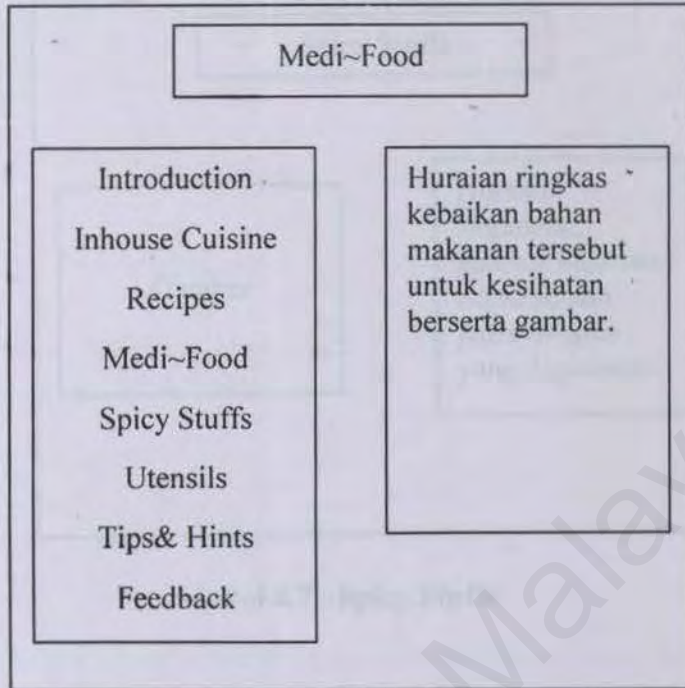 Medi~Food
Introduction
Inhouse Cuisine
Recipes
Medi~Food
Spicy Stuffs
Utensils
Tips& Hints
Feedback
Huraian ringkas
kebaikan bahan
makanan tersebut
untuk kesihatan
berserta gambar.
Malay